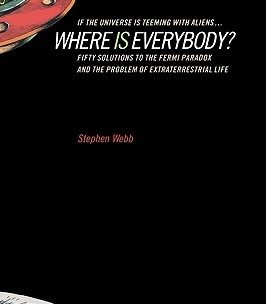 IF THE UNIVERSE IS TEEMING WITH ALIENS...
WHERE IS EVERYBODY?
FIFTY SOLUTIONS TO THE FERMI PARADOX
AND THE PROBLEM OF EXTRATERRESTRIAL LIFE
Stephen Webb